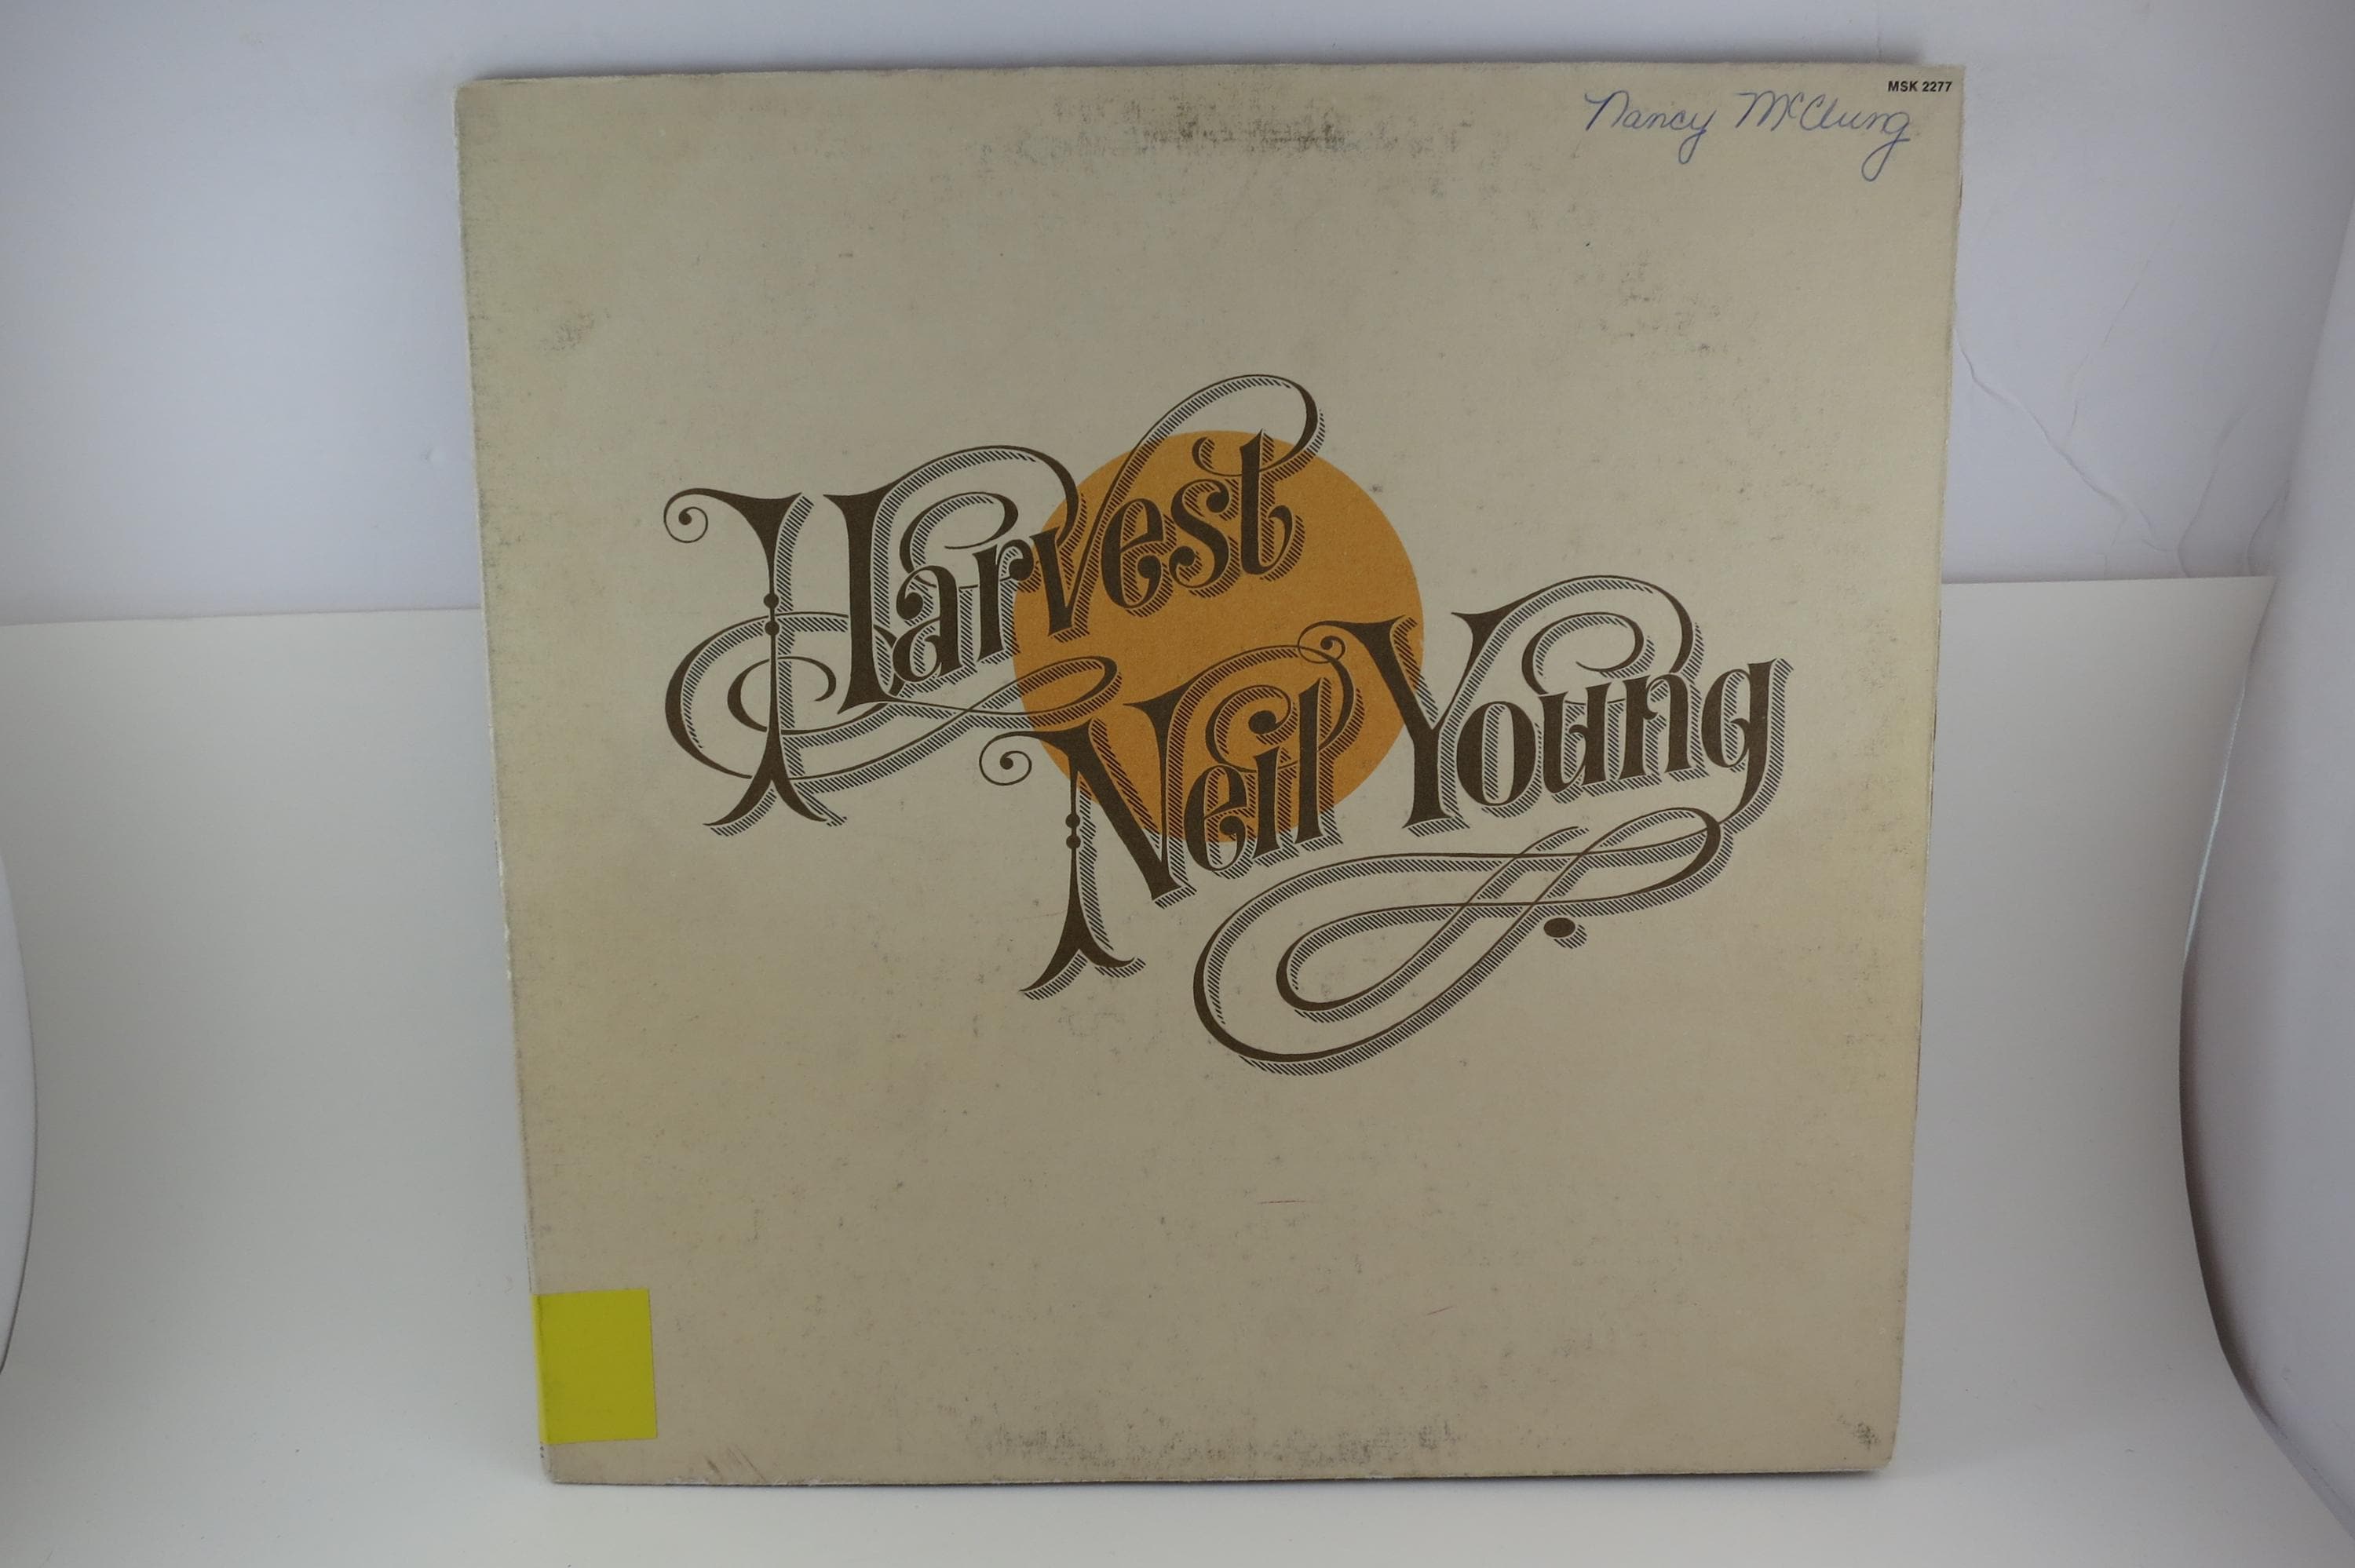 MSK 2277
Nancy McClung
Harvest
Neil Young